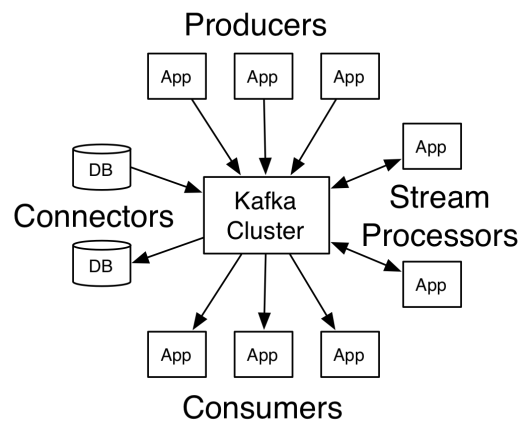 Producers
App
App
App
DB
App
Kafka
Cluster
Connectors
Stream
Processors
DB
App
App
App
App
Consumers